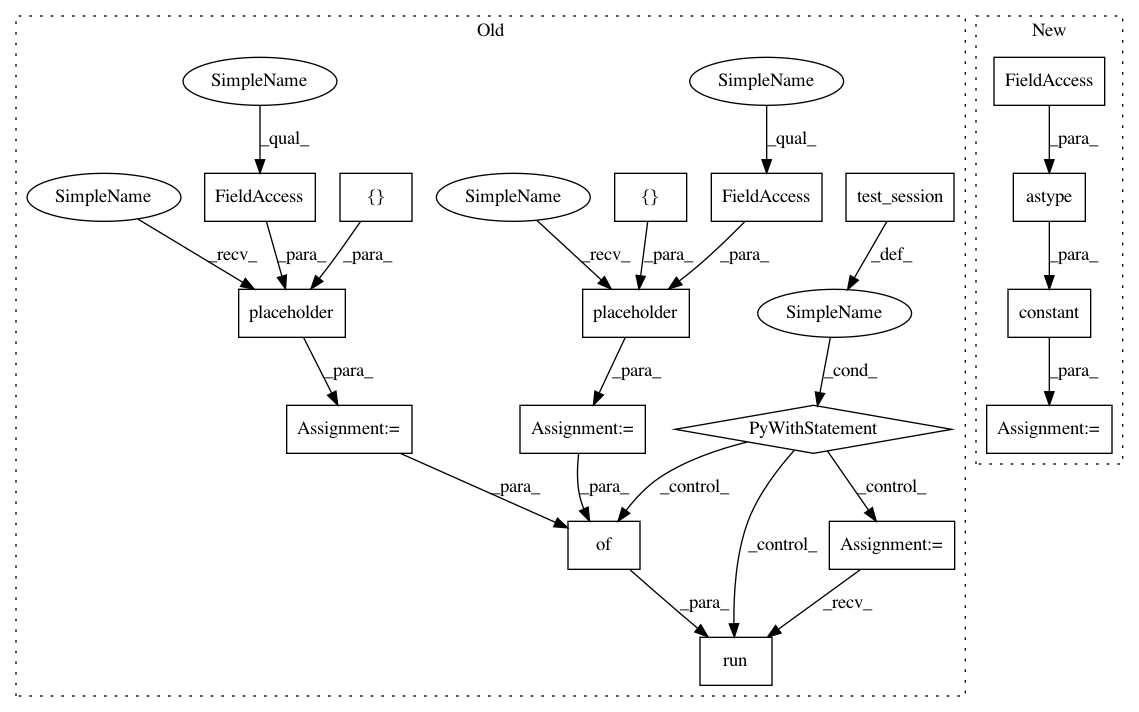 Old
New
SimpleName
SimpleName
FieldAccess
_qual_
_qual_
_para_
SimpleName
FieldAccess
{}
SimpleName
{}
FieldAccess
test_session
astype
_recv_
_para_
_para_
_recv_
_para_
_para_
_def_
_para_
placeholder
placeholder
SimpleName
constant
_para_
_para_
_cond_
_para_
Assignment:=
Assignment:=
PyWithStatement
Assignment:=
_para_
_para_
_control_
_control_
of
_control_
Assignment:=
_para_
_recv_
run